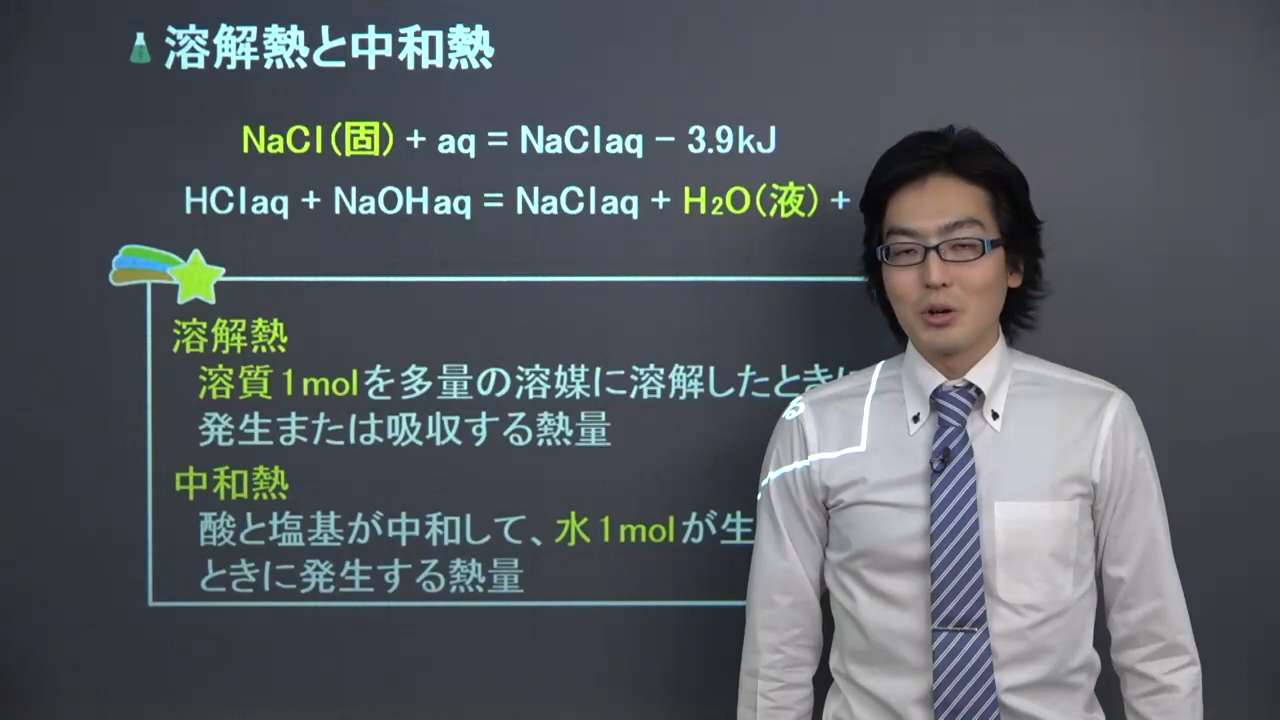 溶解熱と中和熱
NaCl(固) + aq = NaClaq − 3.9kJ
HClaq + NaOHaq = NaClaq + H₂O(液) +
溶解熱
溶質1molを多量の溶媒に溶解したときに
発生または吸収する熱量
中和熱
酸と塩基が中和して、水1molが生
ときに発生する熱量